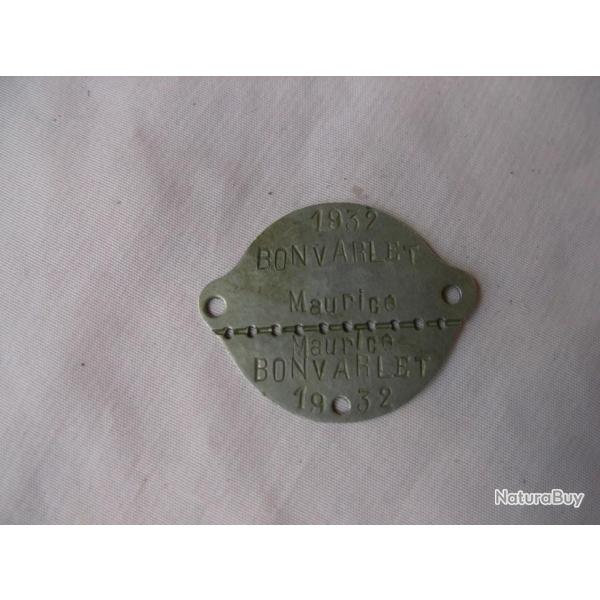 1932
BONVARLET
Maurice
Maurice
BONVARLET
1932
NaturaBuy